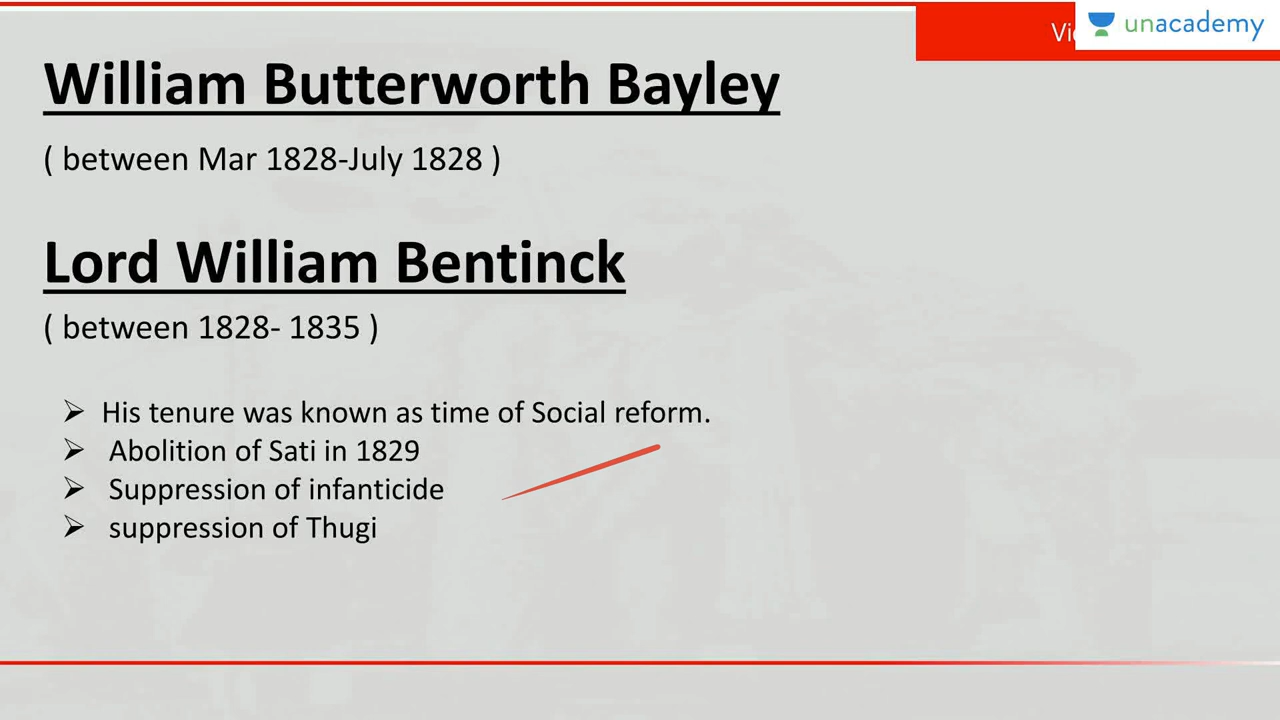 unacademy
William Butterworth Bayley
( between Mar 1828-July 1828 )
Lord William Bentinck
( between 1828- 1835 )
His tenure was known as time of Social reform.
Abolition of Sati in 1829
Suppression of infanticide
suppression of Thugi